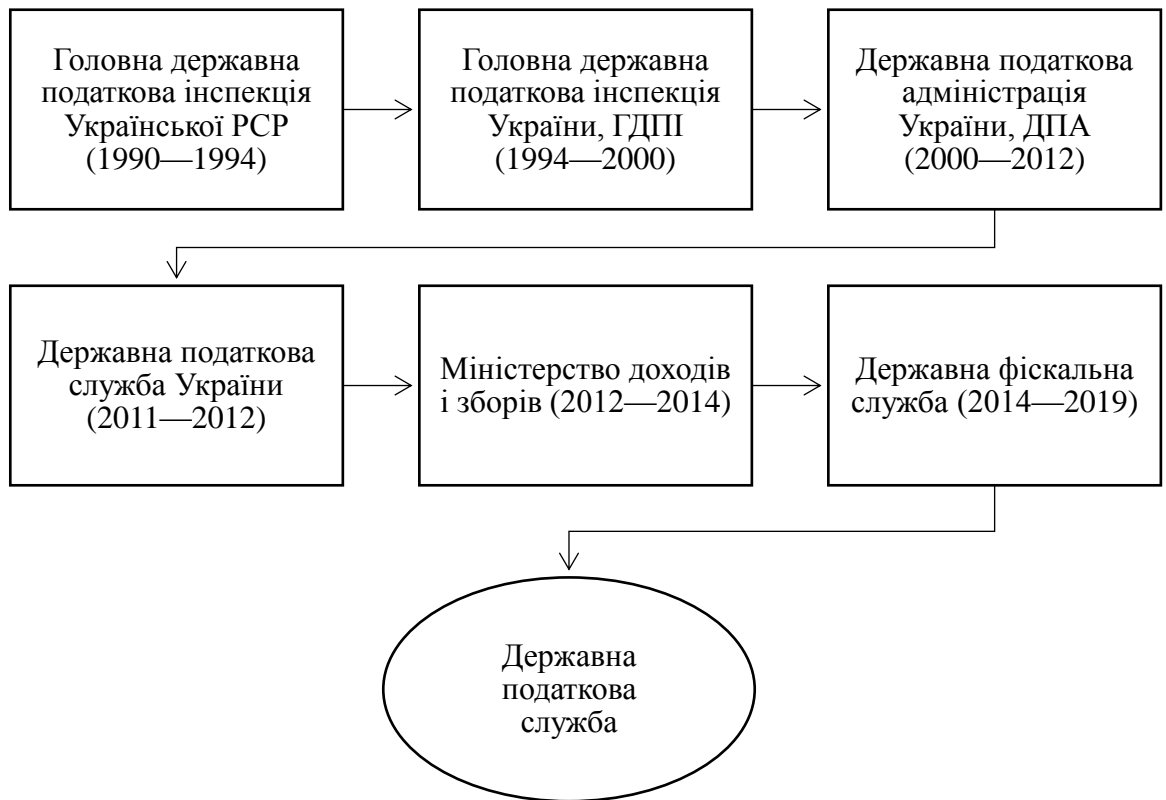 Головна державна
податкова інспекція
Української РСР
(1990—1994)
Головна державна
податкова інспекція
України, ГДПІ
(1994—2000)
Державна податкова
адміністрація
України, ДПА
(2000—2012)
Державна податкова
служба України
(2011—2012)
Міністерство доходів
і зборів (2012—2014)
Державна фіскальна
служба (2014—2019)
Державна
податкова
служба